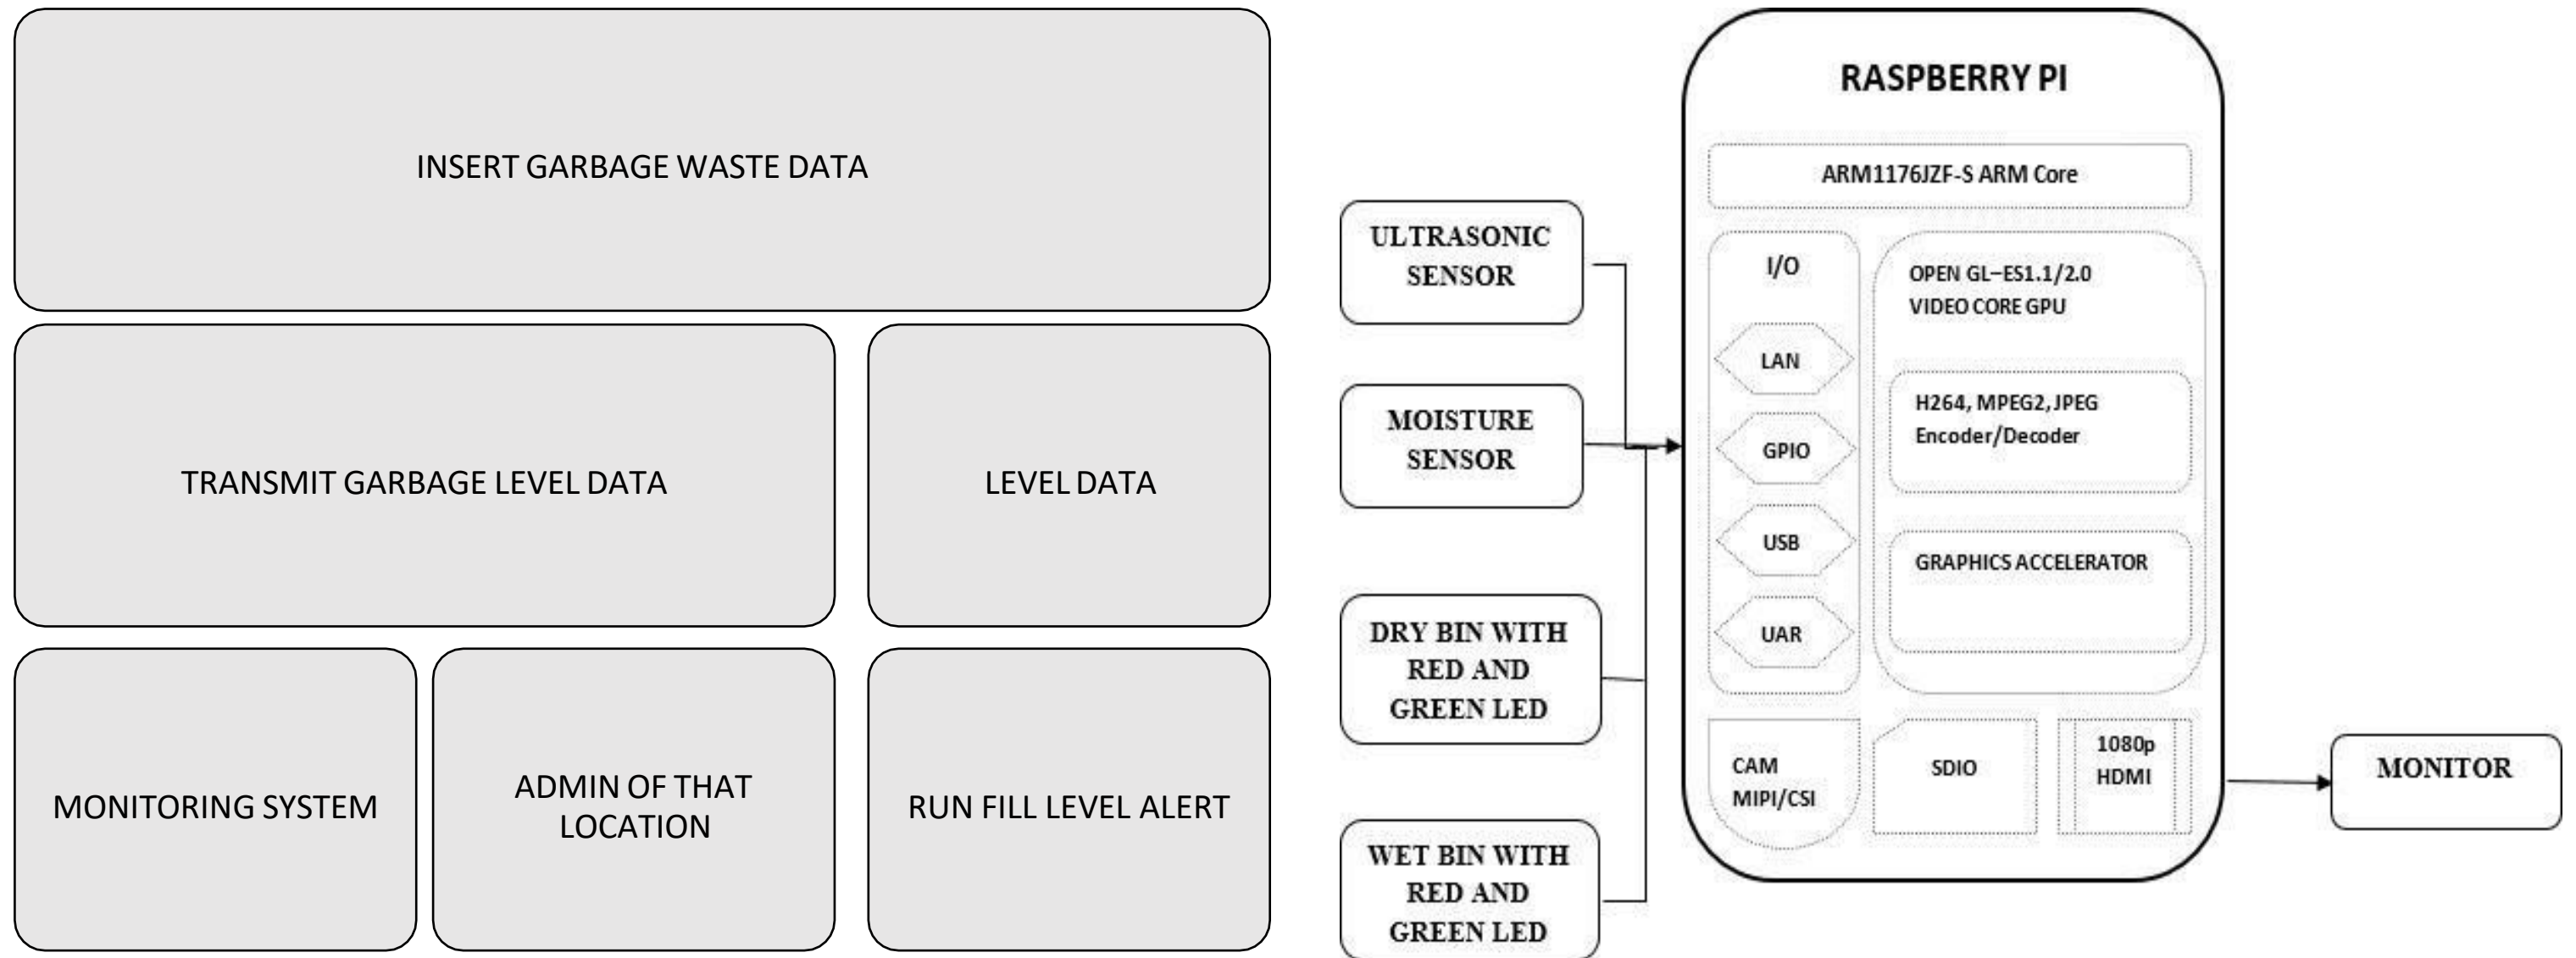 INSERT GARBAGE WASTE DATA
TRANSMIT GARBAGE LEVEL DATA
LEVEL DATA
MONITORING SYSTEM
ADMIN OF THAT
LOCATION
RUN FILL LEVEL ALERT
ULTRASONIC
SENSOR
MOISTURE
SENSOR
DRY BIN WITH
RED AND
GREEN LED
WET BIN WITH
RED AND
GREEN LED
RASPBERRY PI
ARM1176JZF-S ARM Core
I/O
LAN
GPIO
USB
UAR
OPEN GL–ES1.1/2.0
VIDEO CORE GPU
H264, MPEG2, JPEG
Encoder/Decoder
GRAPHICS ACCELERATOR
CAM
MIPI/CSI
SDIO
1080p
HDMI
MONITOR